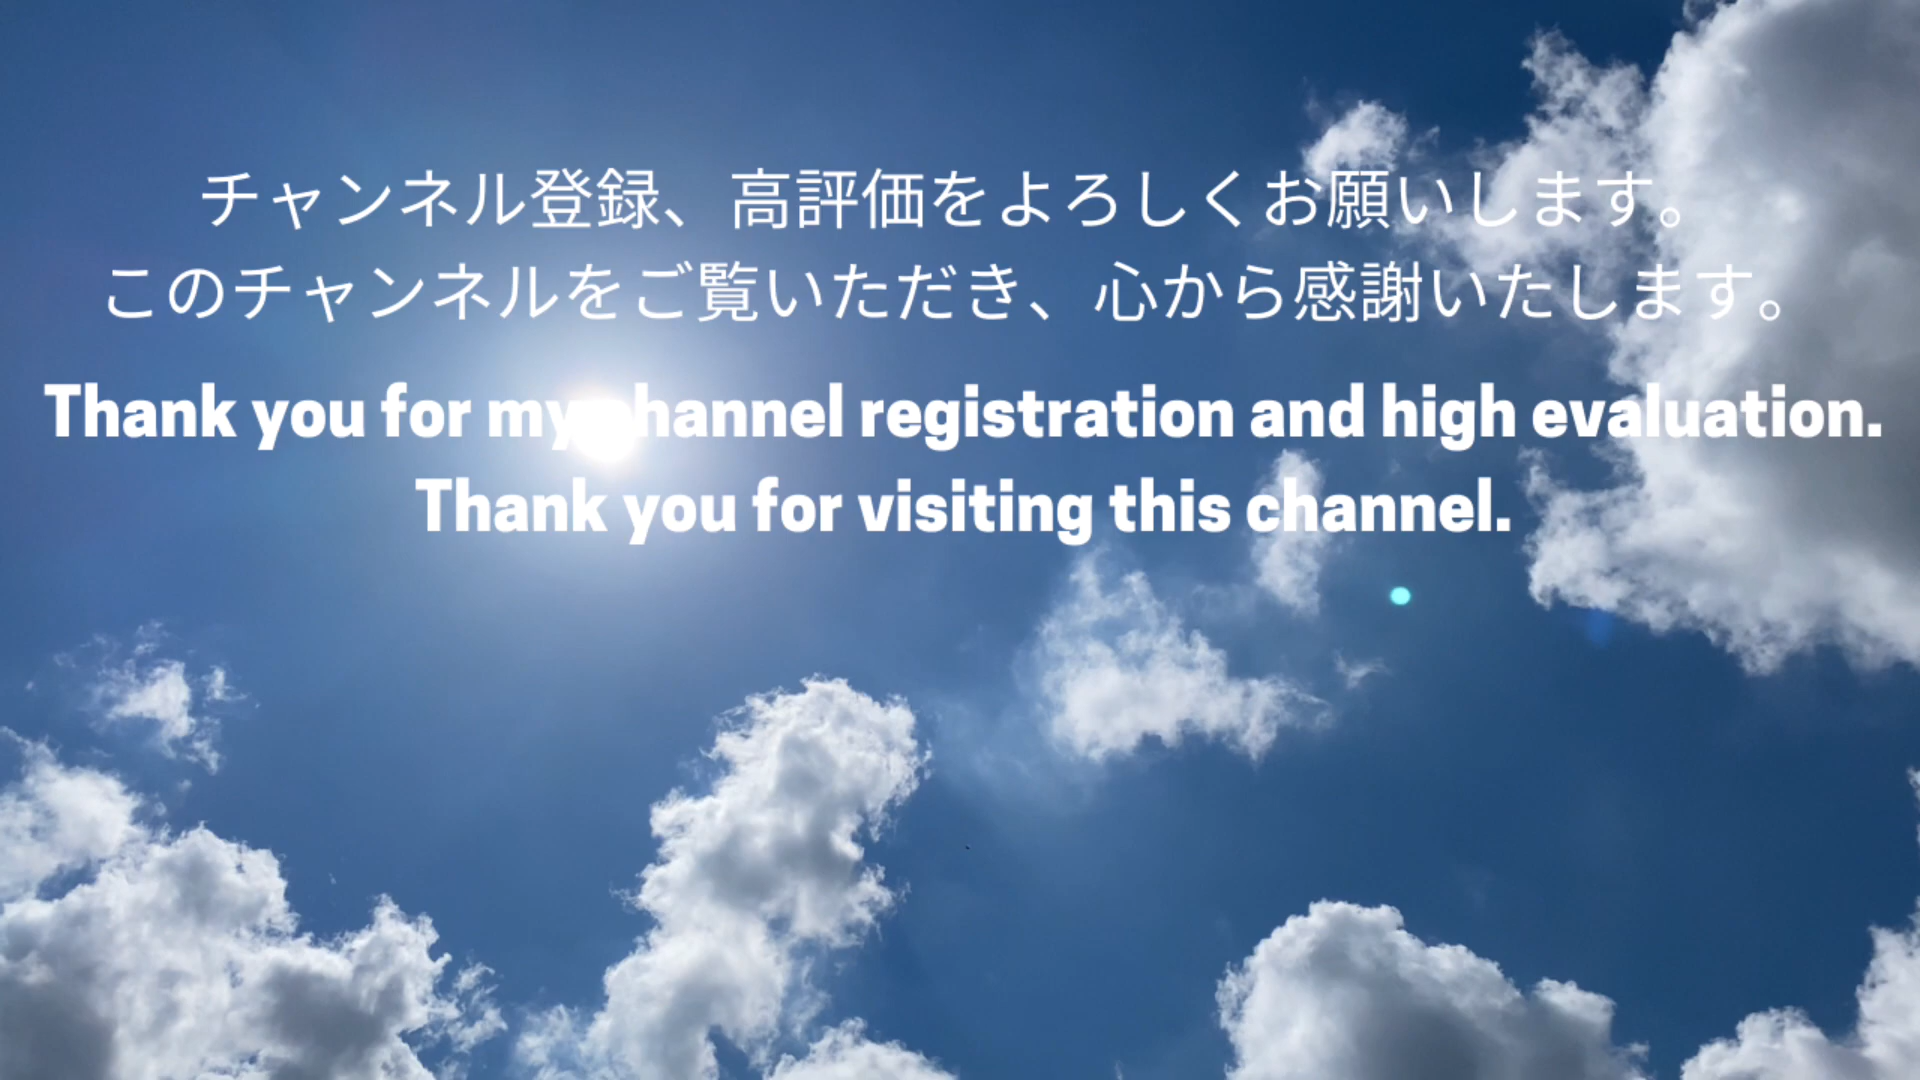 チャンネル登録、高評価をよろしくお願いします。
このチャンネルをご覧いただき、心から感謝いたします。
Thank you for my channel registration and high evaluation.
Thank you for visiting this channel.